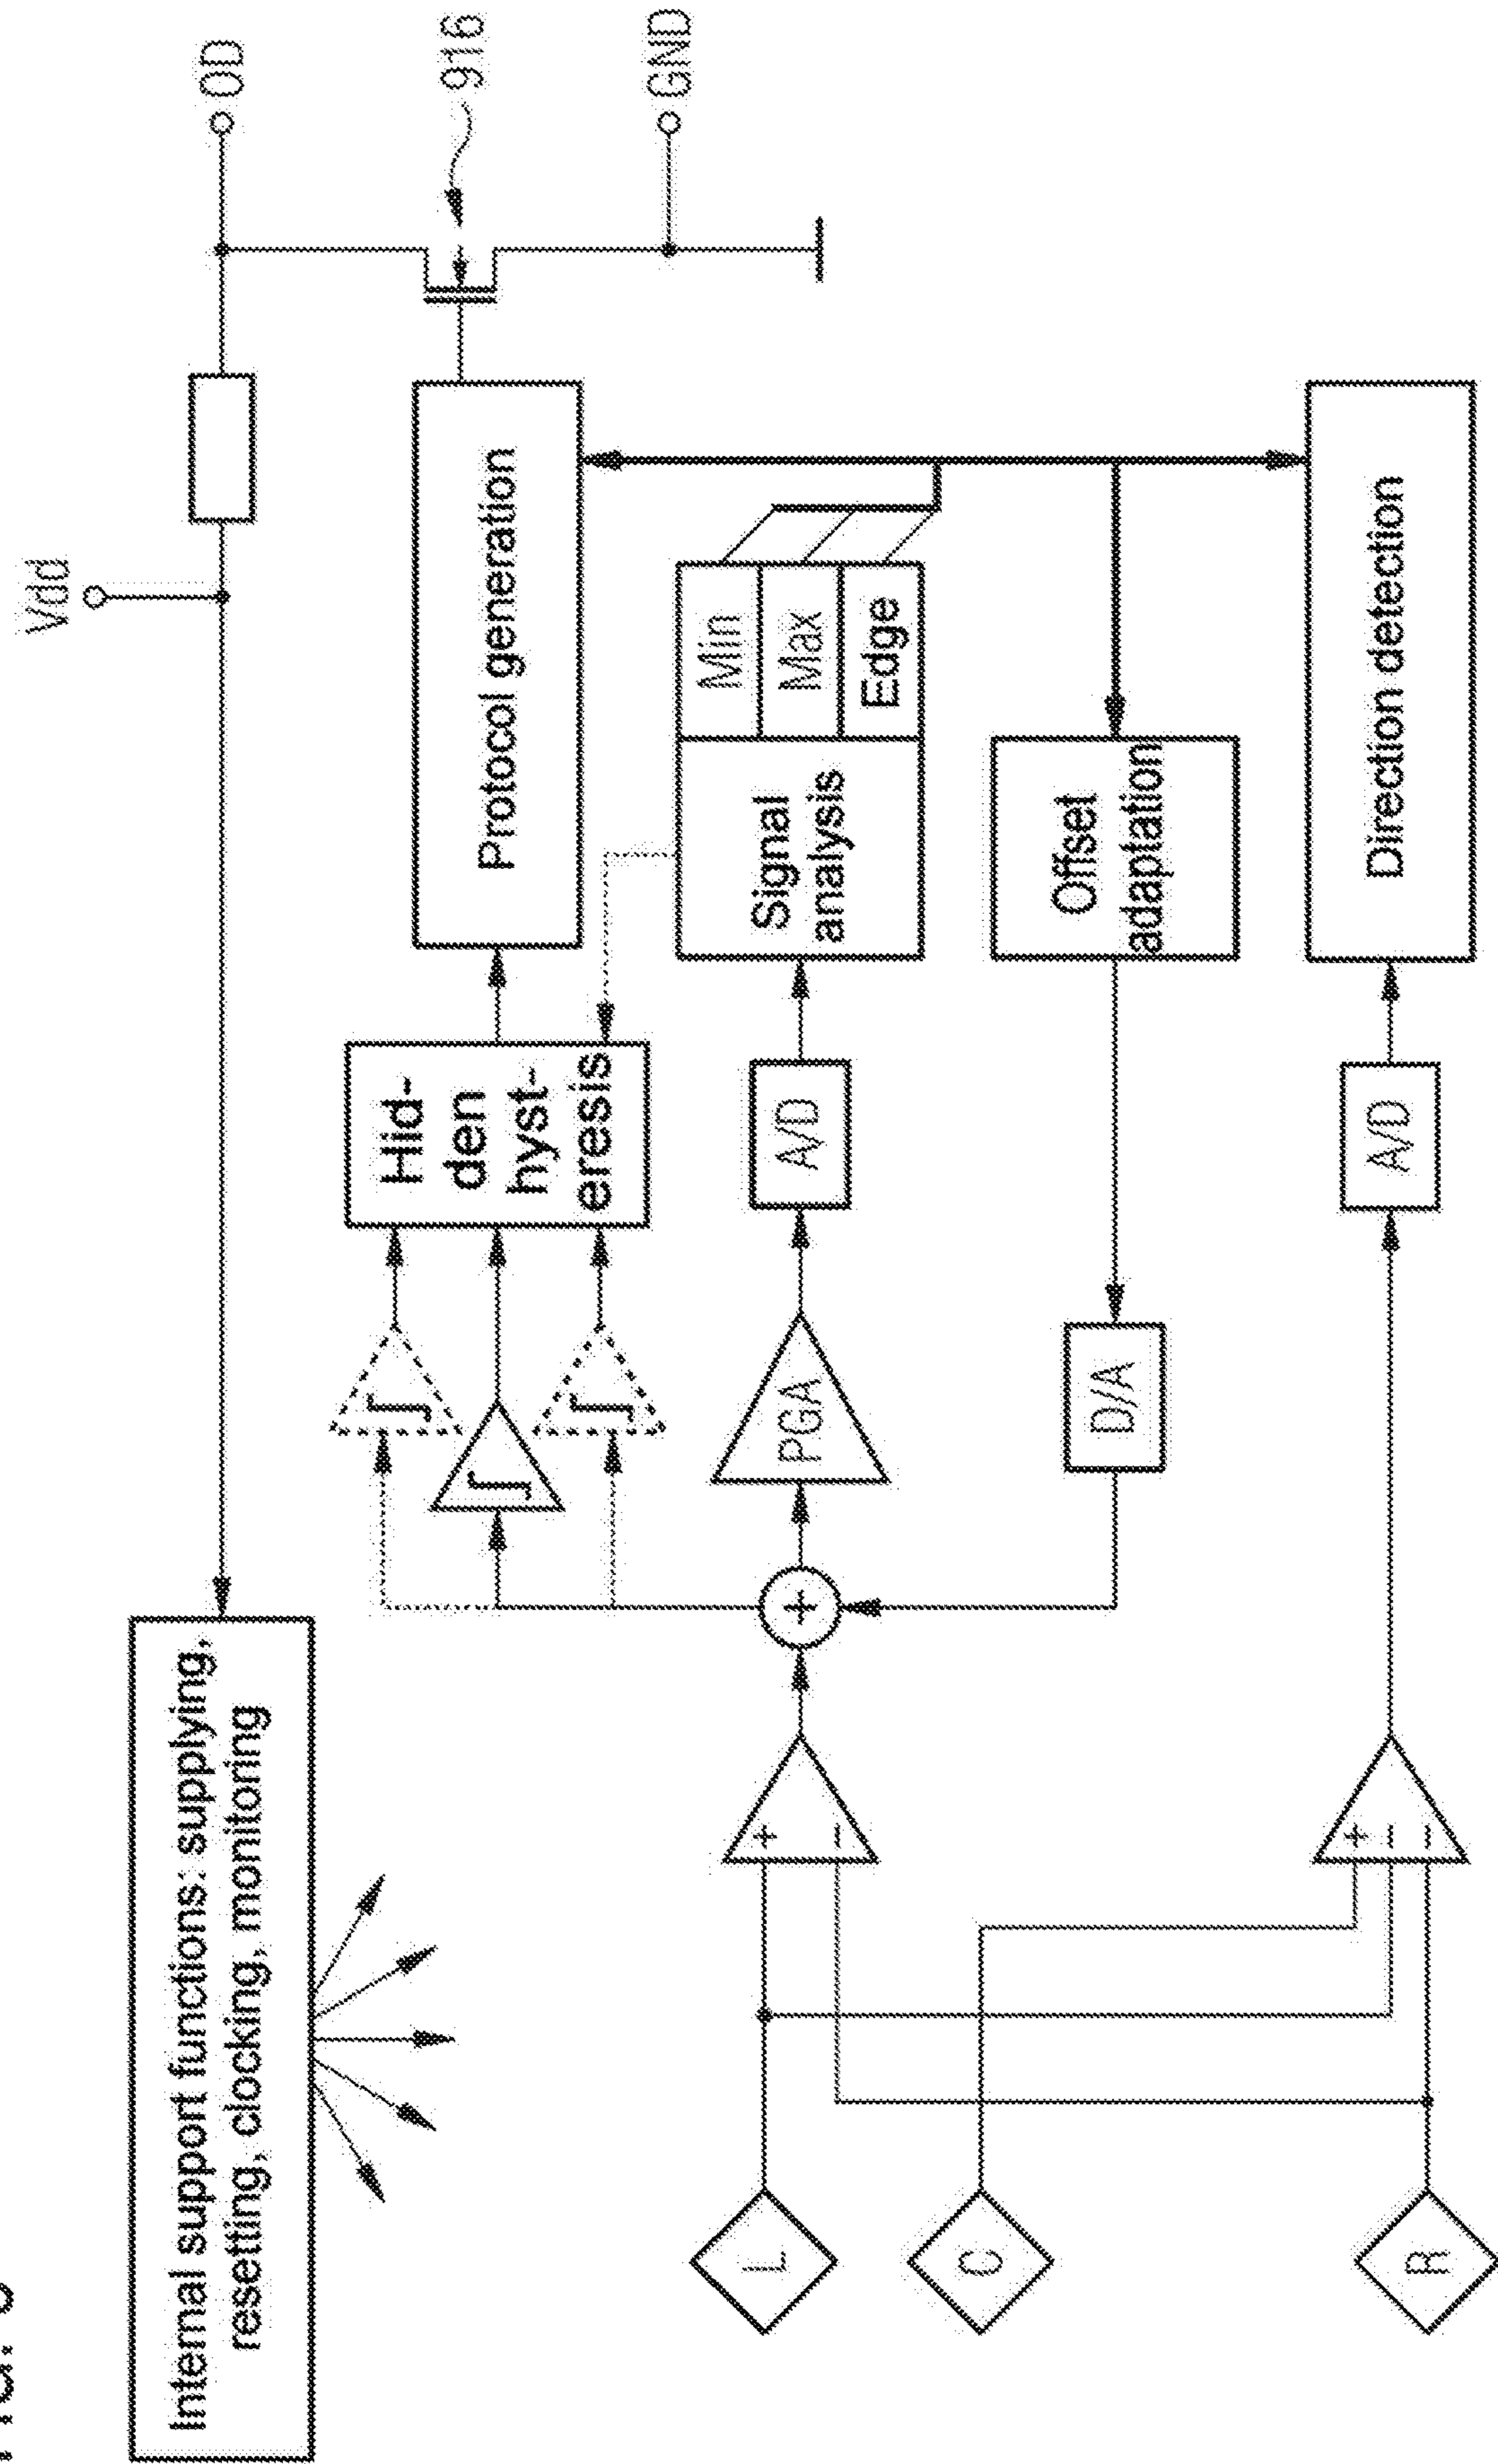 Vdd
OD
916
GND
Internal support functions: supplying,
resetting, clocking, monitoring
Hid-
den
hyst-
eresis
Protocol generation
L
+
−
+
PGA
A/D
Signal
analysis
Min
Max
Edge
C
D/A
Offset
adaptation
R
+
−
−
A/D
Direction detection